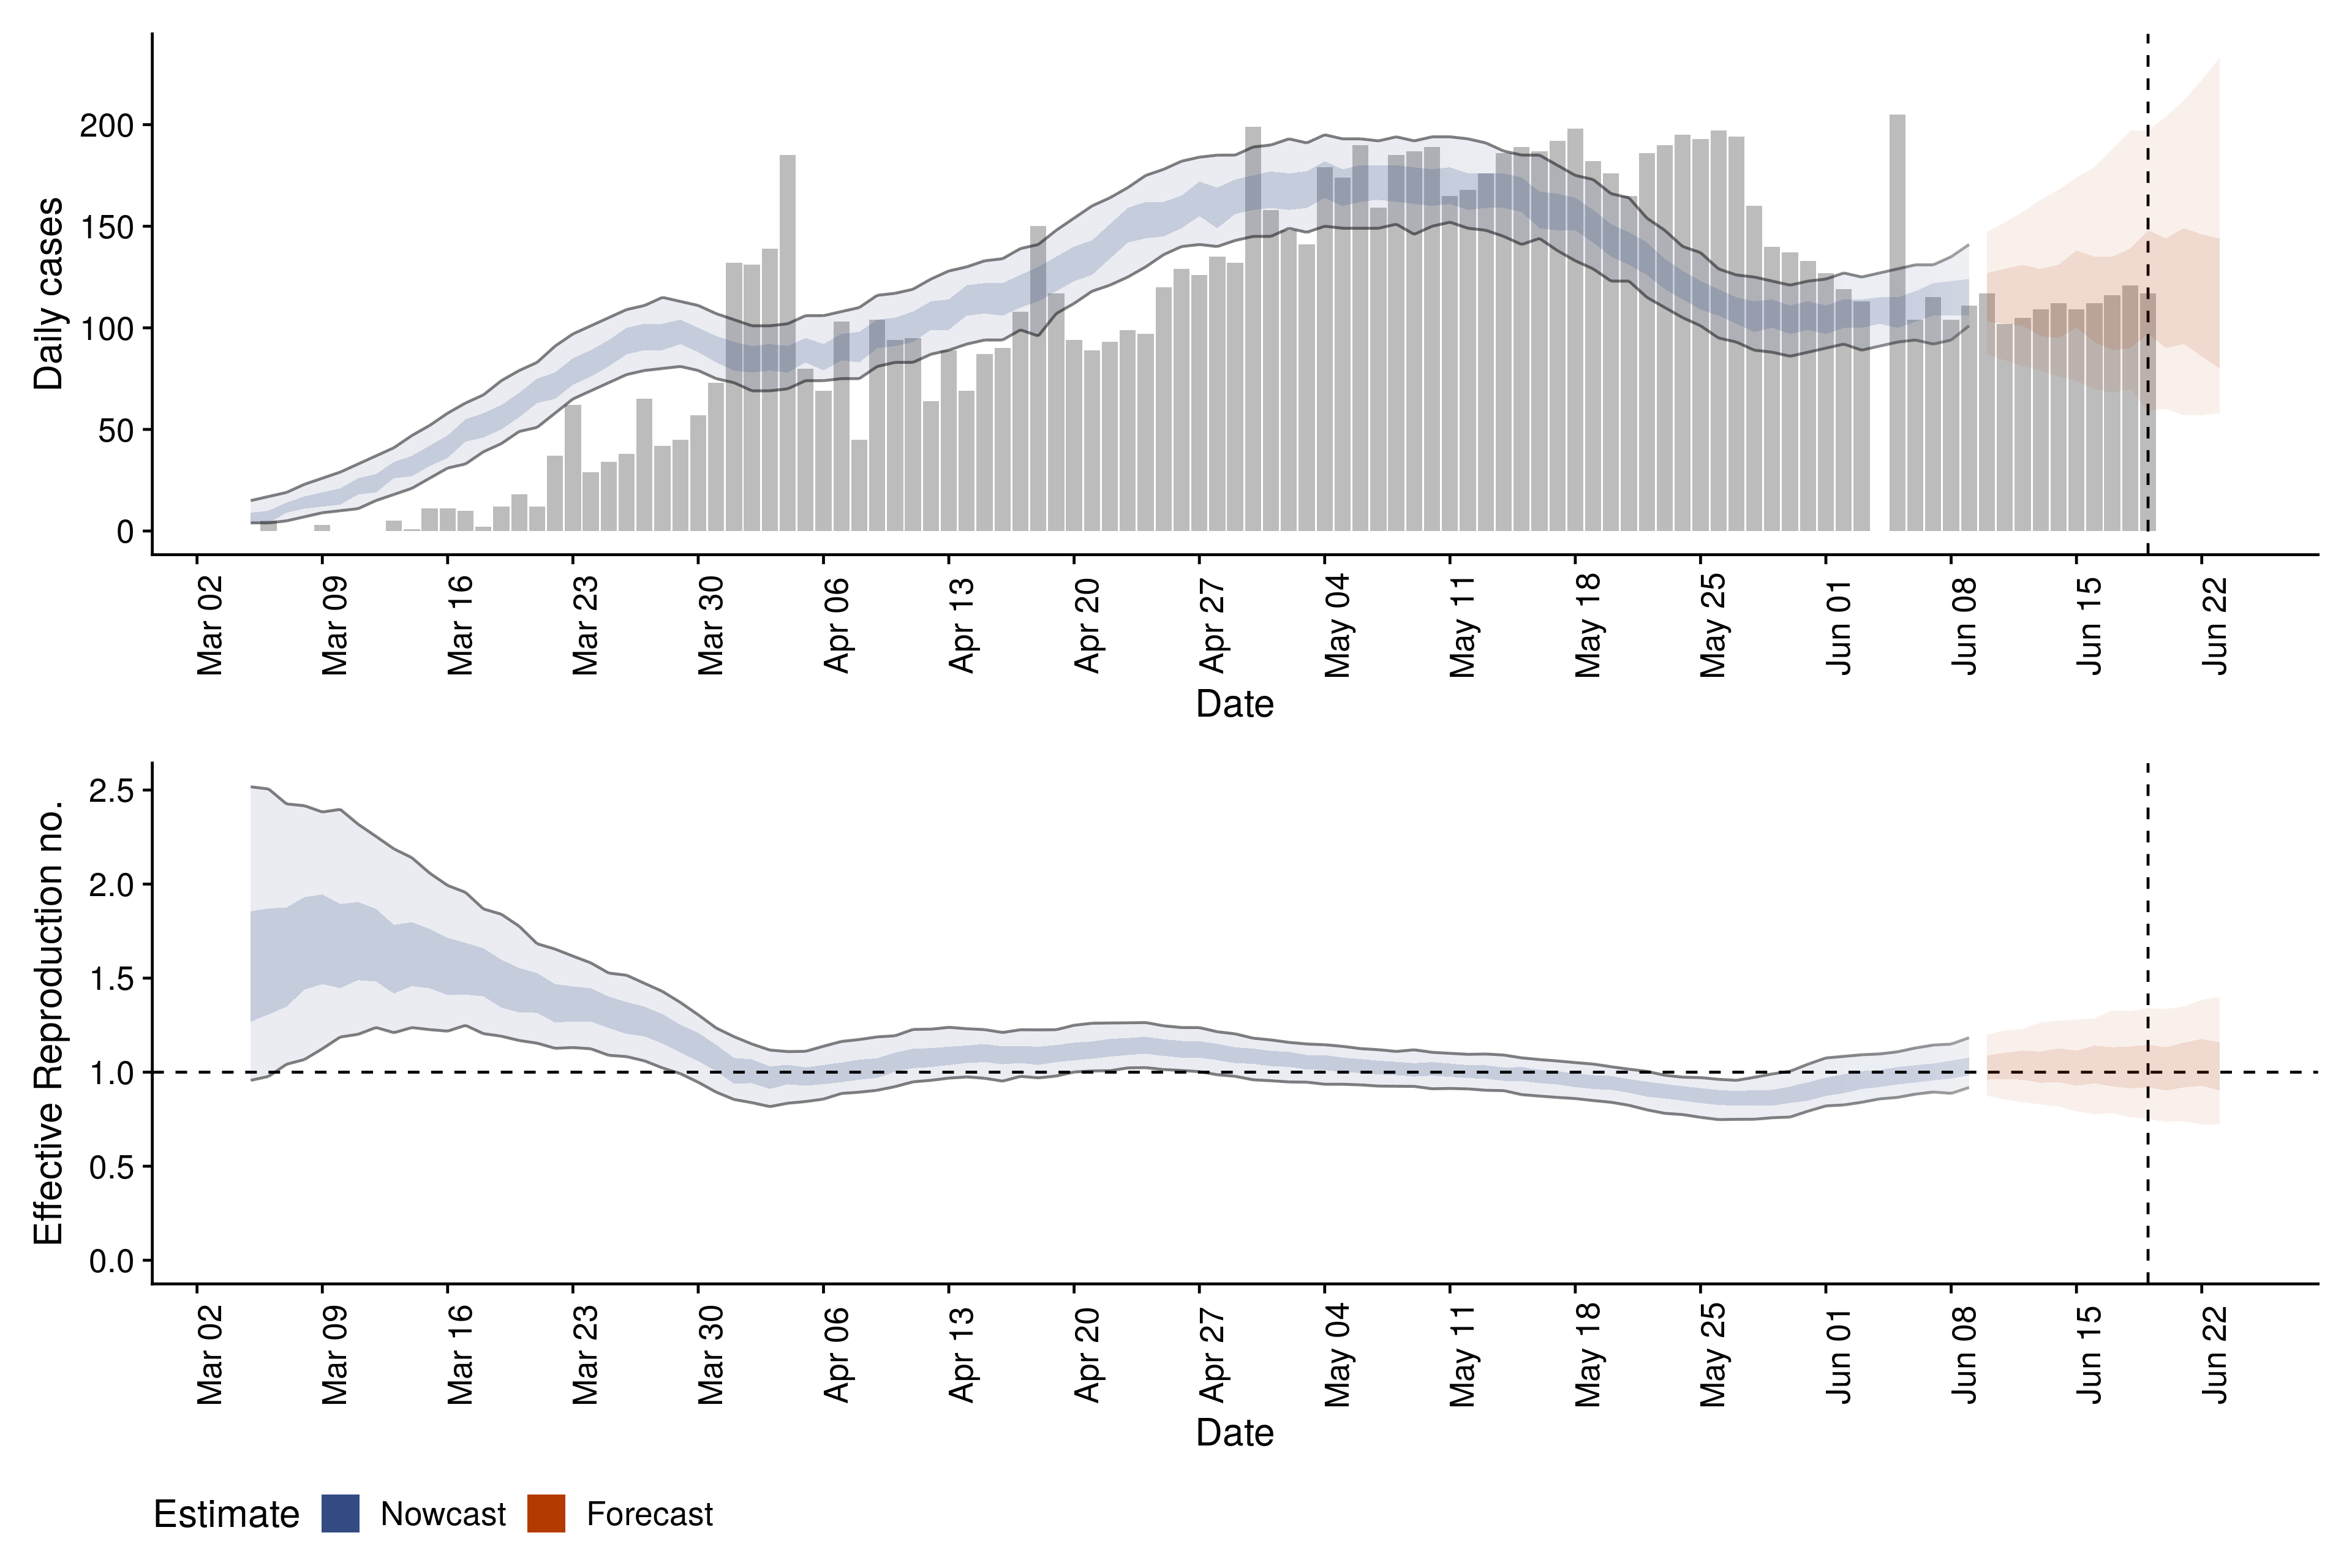 Daily cases
200
150
100
50
0
Mar 02
Mar 09
Mar 16
Mar 23
Mar 30
Apr 06
Apr 13
Apr 20
Apr 27
May 04
May 11
May 18
May 25
Jun 01
Jun 08
Jun 15
Jun 22
Date
Effective Reproduction no.
2.5
2.0
1.5
1.0
0.5
0.0
Mar 02
Mar 09
Mar 16
Mar 23
Mar 30
Apr 06
Apr 13
Apr 20
Apr 27
May 04
May 11
May 18
May 25
Jun 01
Jun 08
Jun 15
Jun 22
Date
Estimate Nowcast Forecast